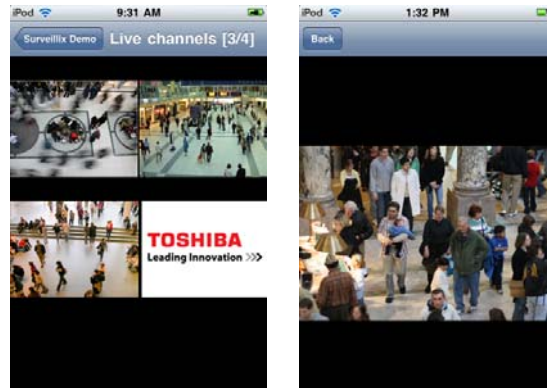 iPod 9:31 AM
Surveillix Demo Live channels [3/4]
TOSHIBA
Leading Innovation >>>
iPod 1:32 PM
Back